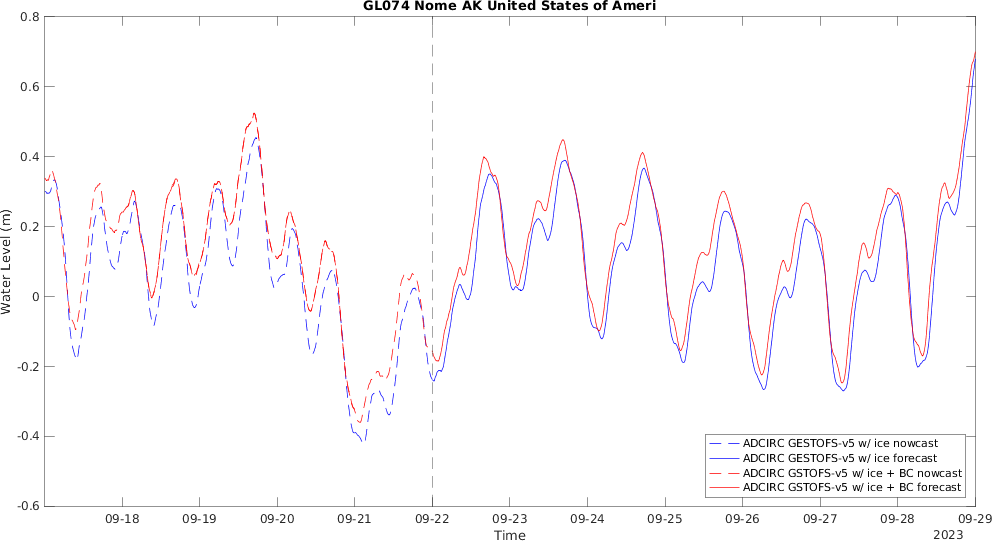 GL074 Nome AK United States of Ameri
Water Level (m)
0.8
0.6
0.4
0.2
0
-0.2
-0.4
-0.6
09-18 09-19 09-20 09-21 09-22 09-23 09-24 09-25 09-26 09-27 09-28 09-29
Time
2023
ADCIRC GESTOFS-v5 w/ ice nowcast
ADCIRC GESTOFS-v5 w/ ice forecast
ADCIRC GSTOFS-v5 w/ ice + BC nowcast
ADCIRC GSTOFS-v5 w/ ice + BC forecast